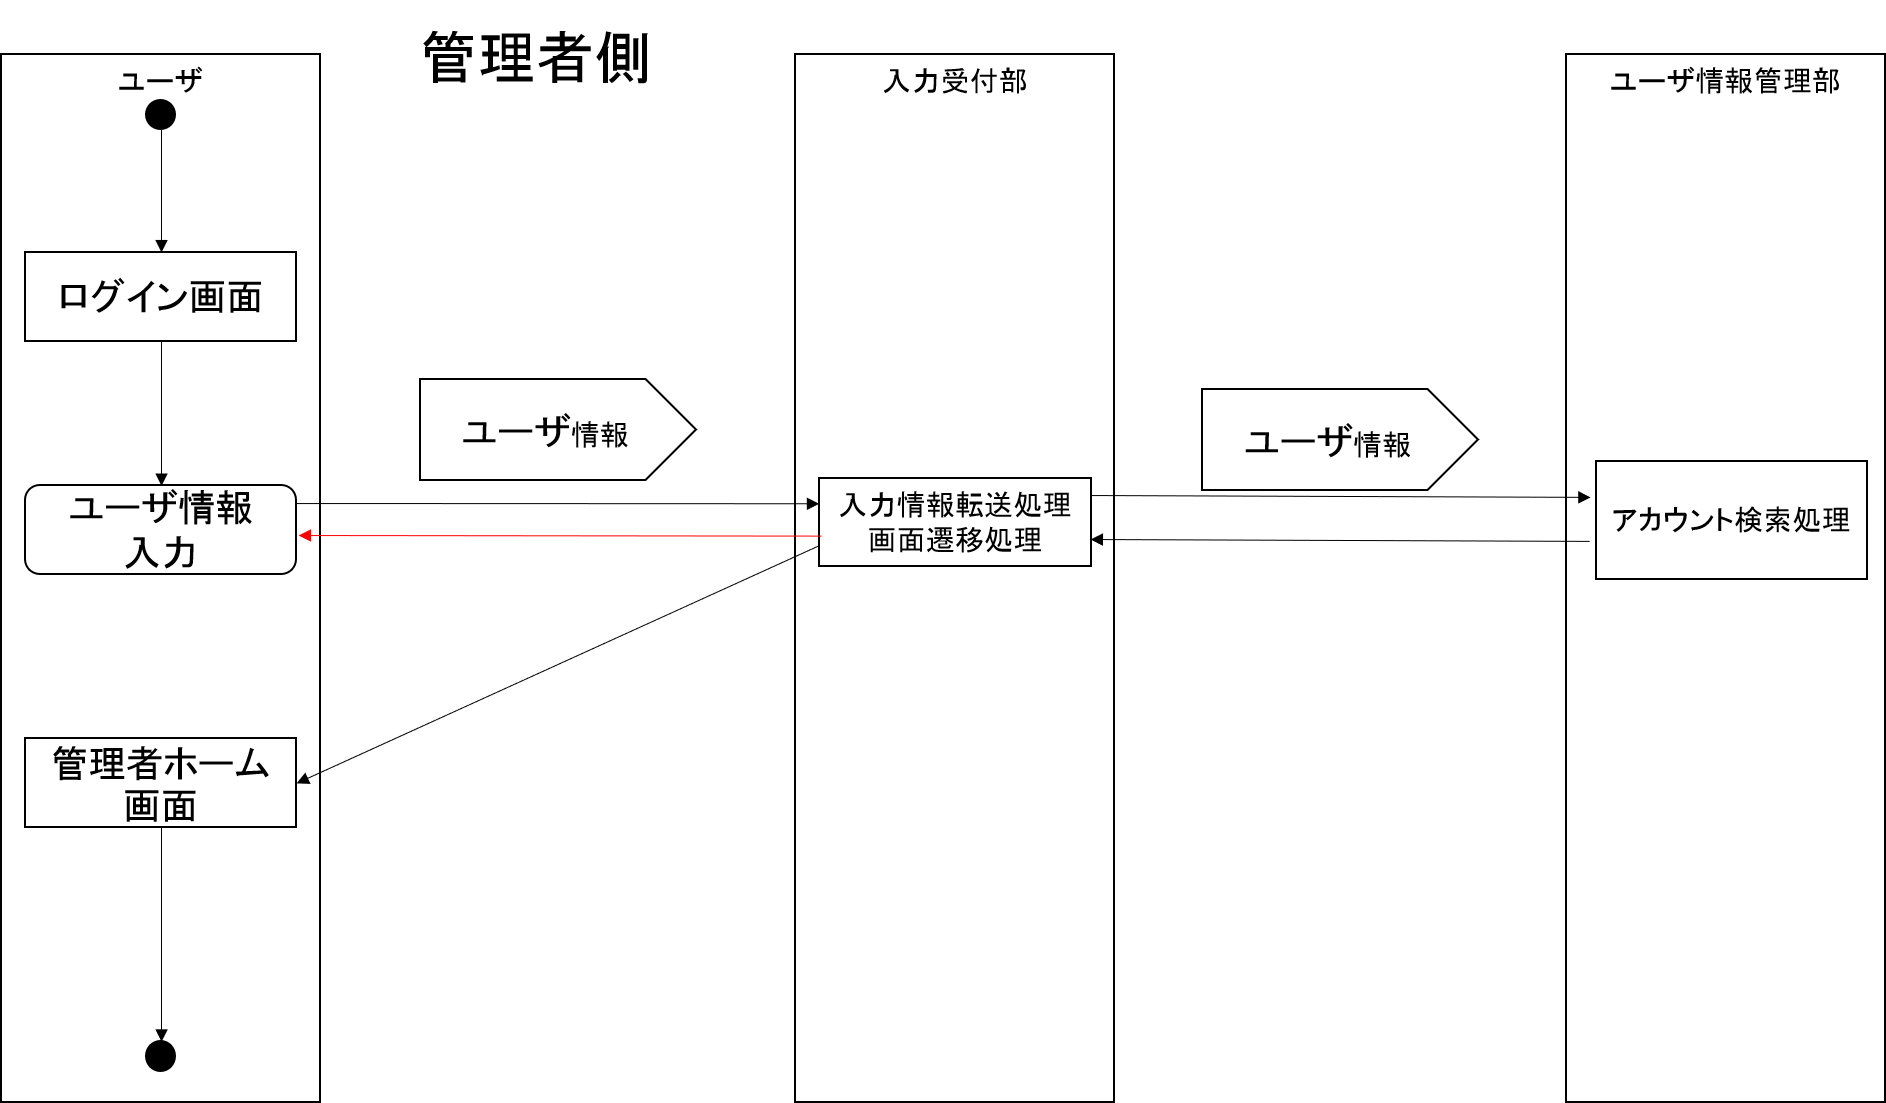 管理者側
ユーザ
入力受付部
ユーザ情報管理部
ログイン画面
ユーザ情報
ユーザ情報
ユーザ情報
入力
入力情報転送処理
画面遷移処理
アカウント検索処理
管理者ホーム
画面